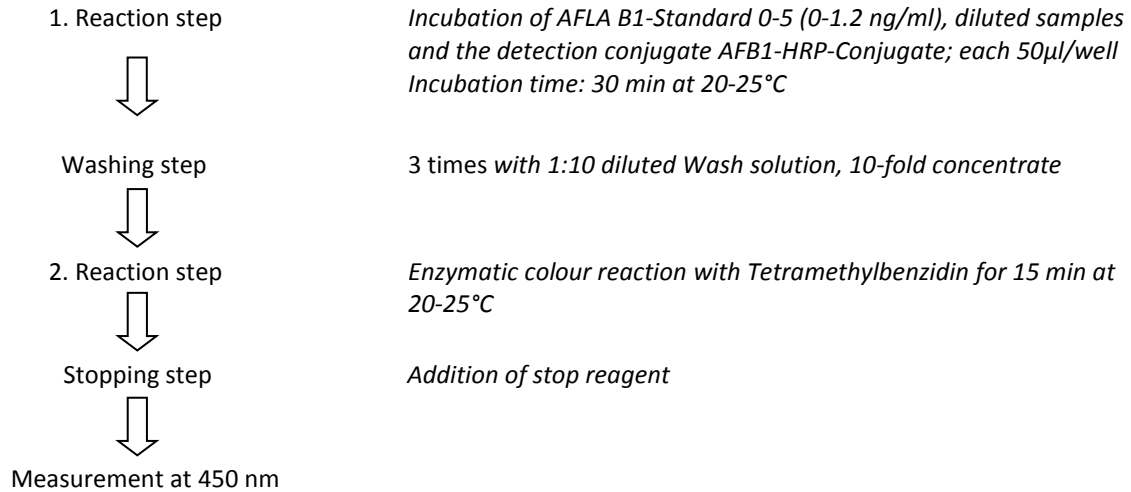 1. Reaction step
Incubation of AFLA B1-Standard 0-5 (0-1.2 ng/ml), diluted samples
and the detection conjugate AFB1-HRP-Conjugate; each 50µl/well
Incubation time: 30 min at 20-25°C
Washing step
3 times with 1:10 diluted Wash solution, 10-fold concentrate
2. Reaction step
Enzymatic colour reaction with Tetramethylbenzidin for 15 min at
20-25°C
Stopping step
Addition of stop reagent
Measurement at 450 nm